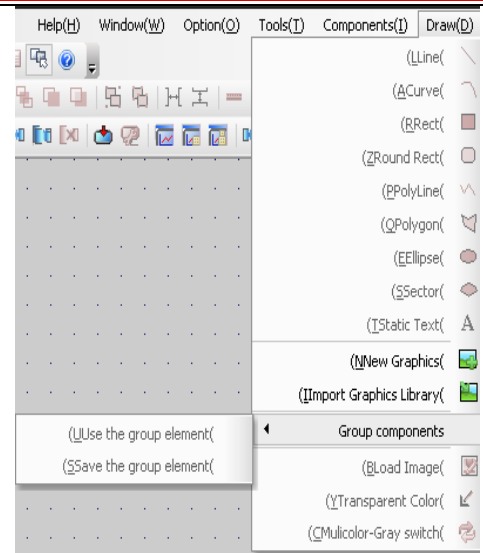 Help(H) Window(W) Option(O) Tools(T) Components(I) Draw(D)
(LLine(
(ACurve(
(RRect(
(ZRound Rect(
(PPolyLine(
(QPolygon(
(EEllipse(
(SSector(
(TStatic Text( A
(NNew Graphics(
(IImport Graphics Library(
Group components
(UUse the group element(
(SSave the group element(
(BLoad Image(
(YTransparent Color(
(CMulicolor-Gray switch(